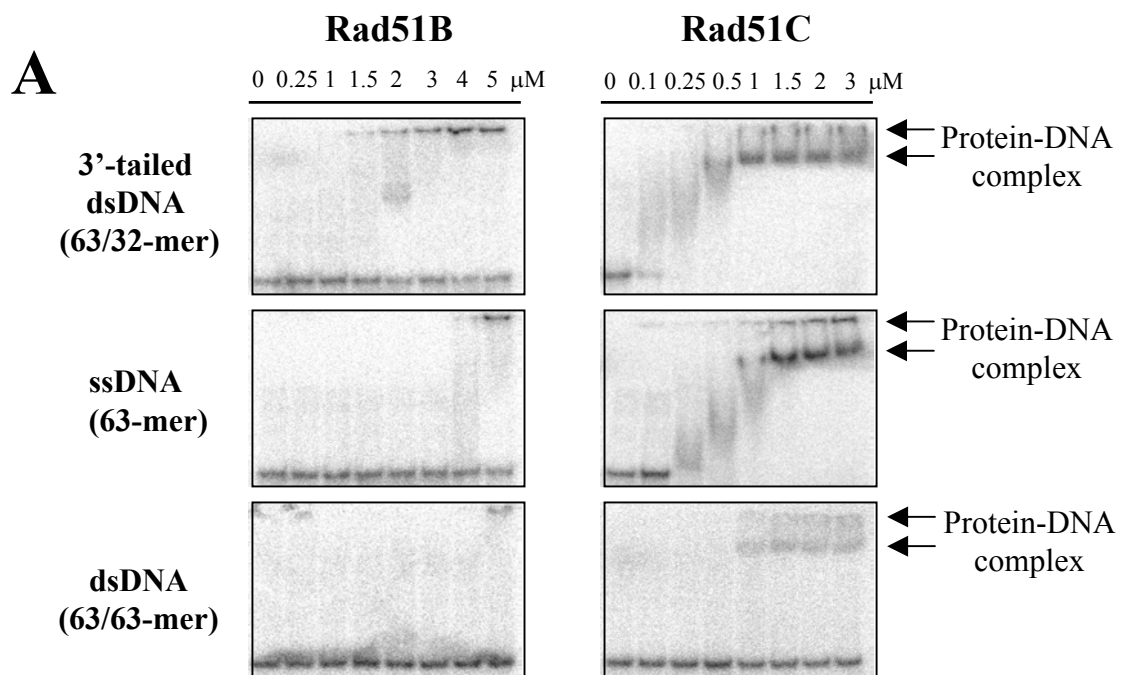 Rad51B
Rad51C
A
0 0.25 1 1.5 2 3 4 5 μM
0 0.1 0.25 0.5 1 1.5 2 3 μM
3’-tailed
dsDNA
(63/32-mer)
Protein-DNA
complex
ssDNA
(63-mer)
Protein-DNA
complex
dsDNA
(63/63-mer)
Protein-DNA
complex